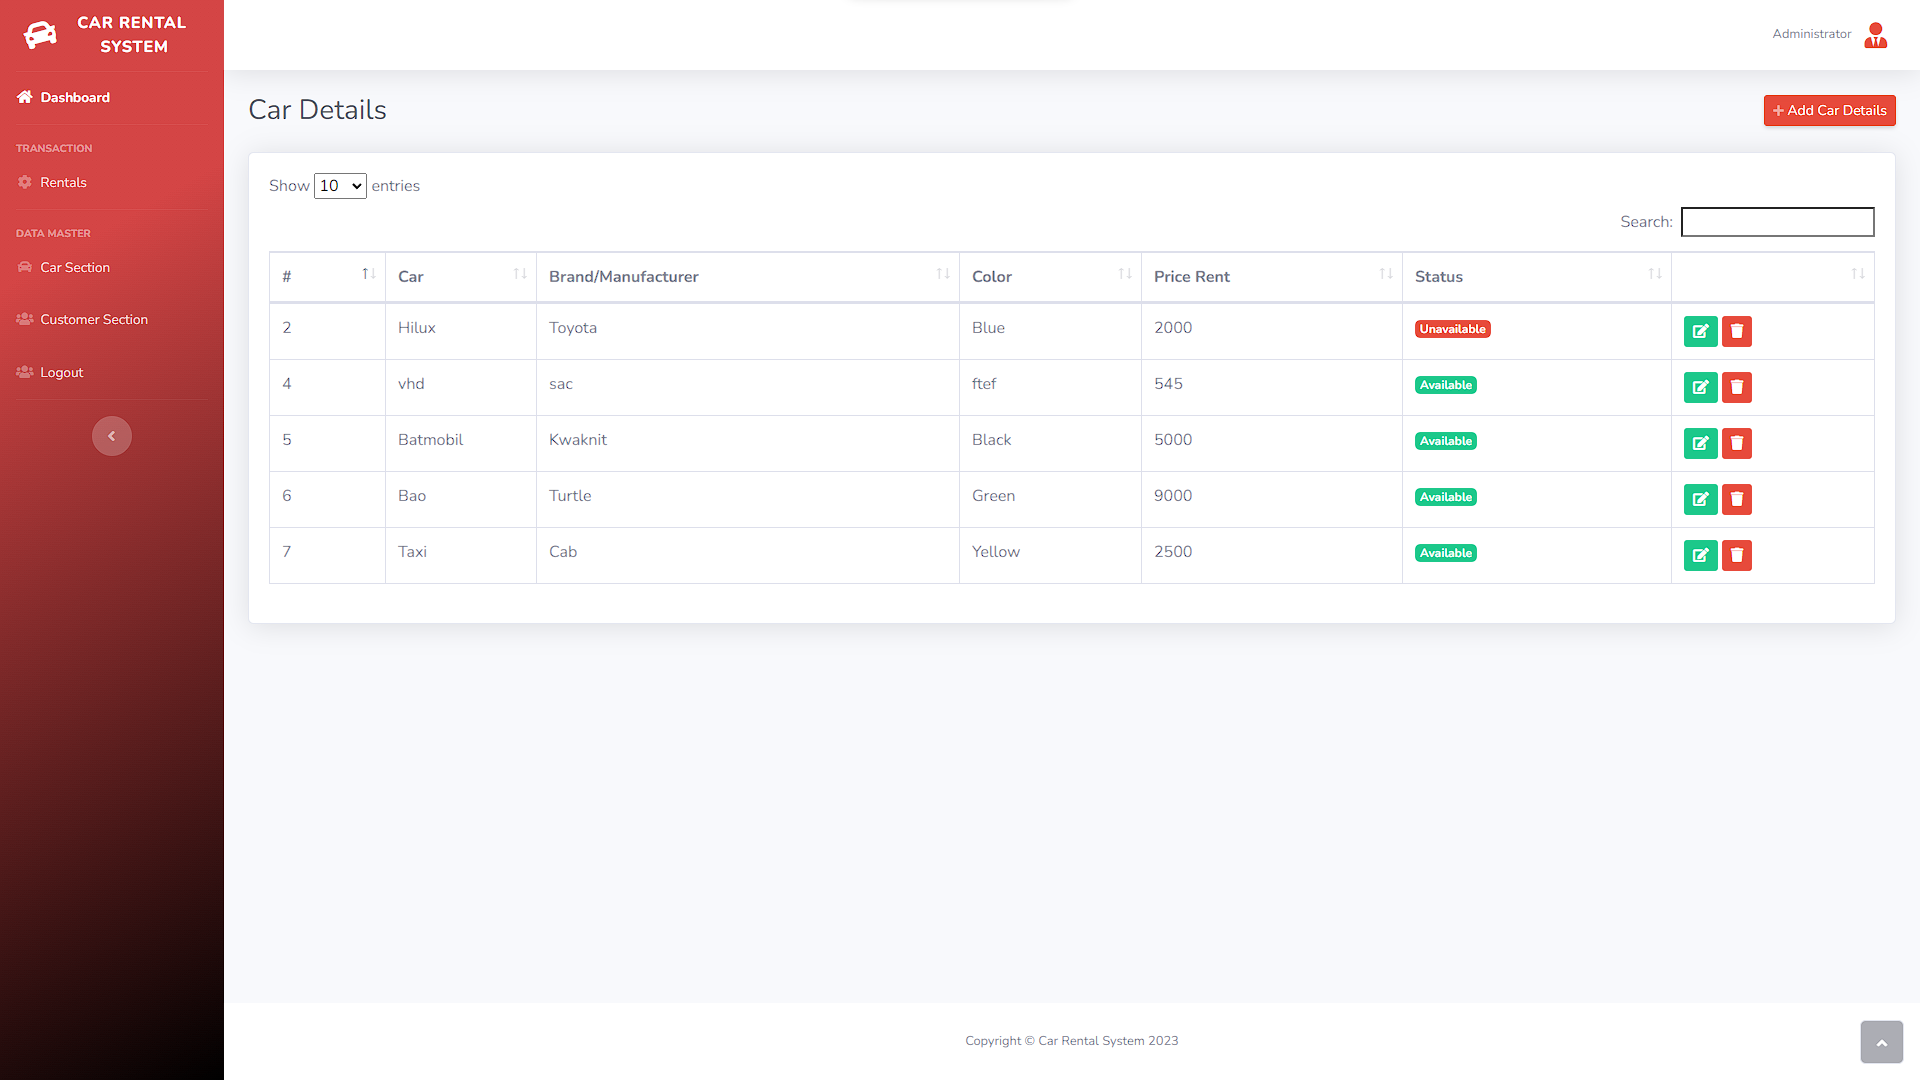 CAR RENTAL
SYSTEM
Administrator
Dashboard
TRANSACTION
Rentals
DATA MASTER
Car Section
Customer Section
Logout
Car Details
+ Add Car Details
Show 10 entries
Search:
# Car Brand/Manufacturer Color Price Rent Status
2 Hilux Toyota Blue 2000 Unavailable
4 vhd sac ftef 545 Available
5 Batmobil Kwaknit Black 5000 Available
6 Bao Turtle Green 9000 Available
7 Taxi Cab Yellow 2500 Available
Copyright © Car Rental System 2023